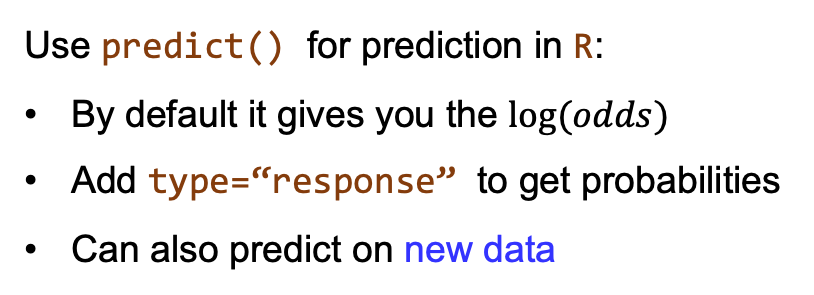 Use predict() for prediction in R:
• By default it gives you the log(odds)
• Add type=“response” to get probabilities
• Can also predict on new data